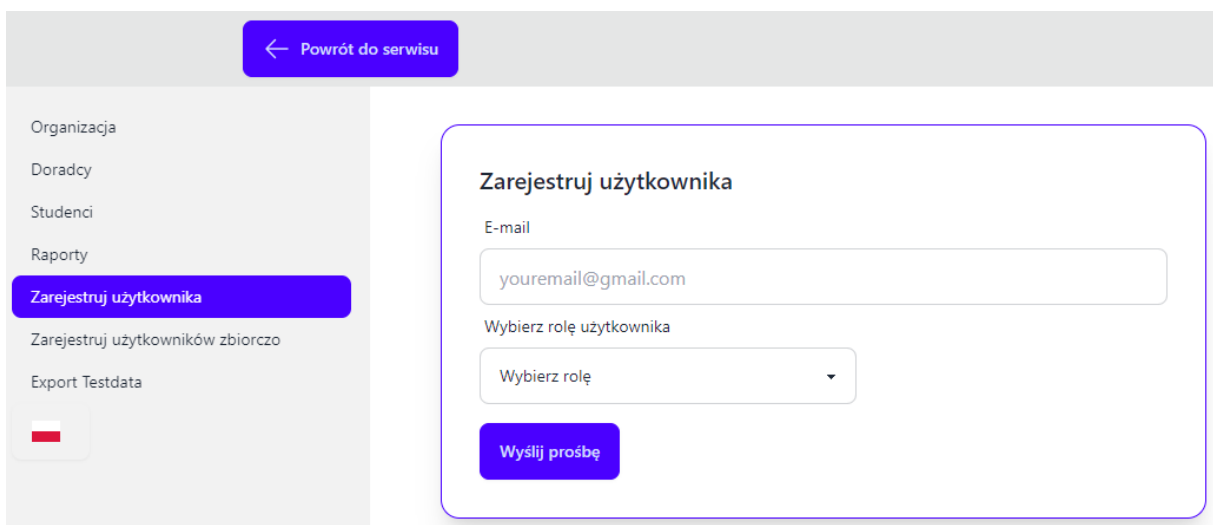 Powrót do serwisu
Organizacja
Doradcy
Studenci
Raporty
Zarejestruj użytkownika
Zarejestruj użytkowników zbiorczo
Export Testdata
Zarejestruj użytkownika
E-mail
youremail@gmail.com
Wybierz rolę użytkownika
Wybierz rolę
Wyślij prośbę